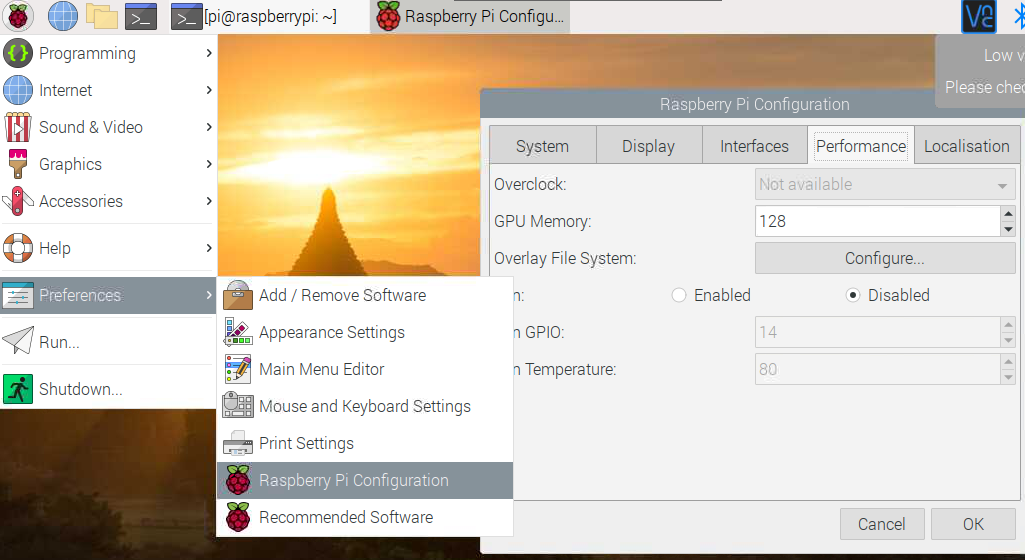 [pi@raspberrypi: ~]
Raspberry Pi Configu...
Programming
Internet
Sound & Video
Graphics
Accessories
Help
Preferences
Run...
Shutdown...
Add / Remove Software
Appearance Settings
Main Menu Editor
Mouse and Keyboard Settings
Print Settings
Raspberry Pi Configuration
Recommended Software
Low v
Please chec
Raspberry Pi Configuration
System
Display
Interfaces
Performance
Localisation
Overclock:
Not available
GPU Memory:
128
Overlay File System:
Configure...
n:
Enabled
Disabled
n GPIO:
14
n Temperature:
80
Cancel
OK